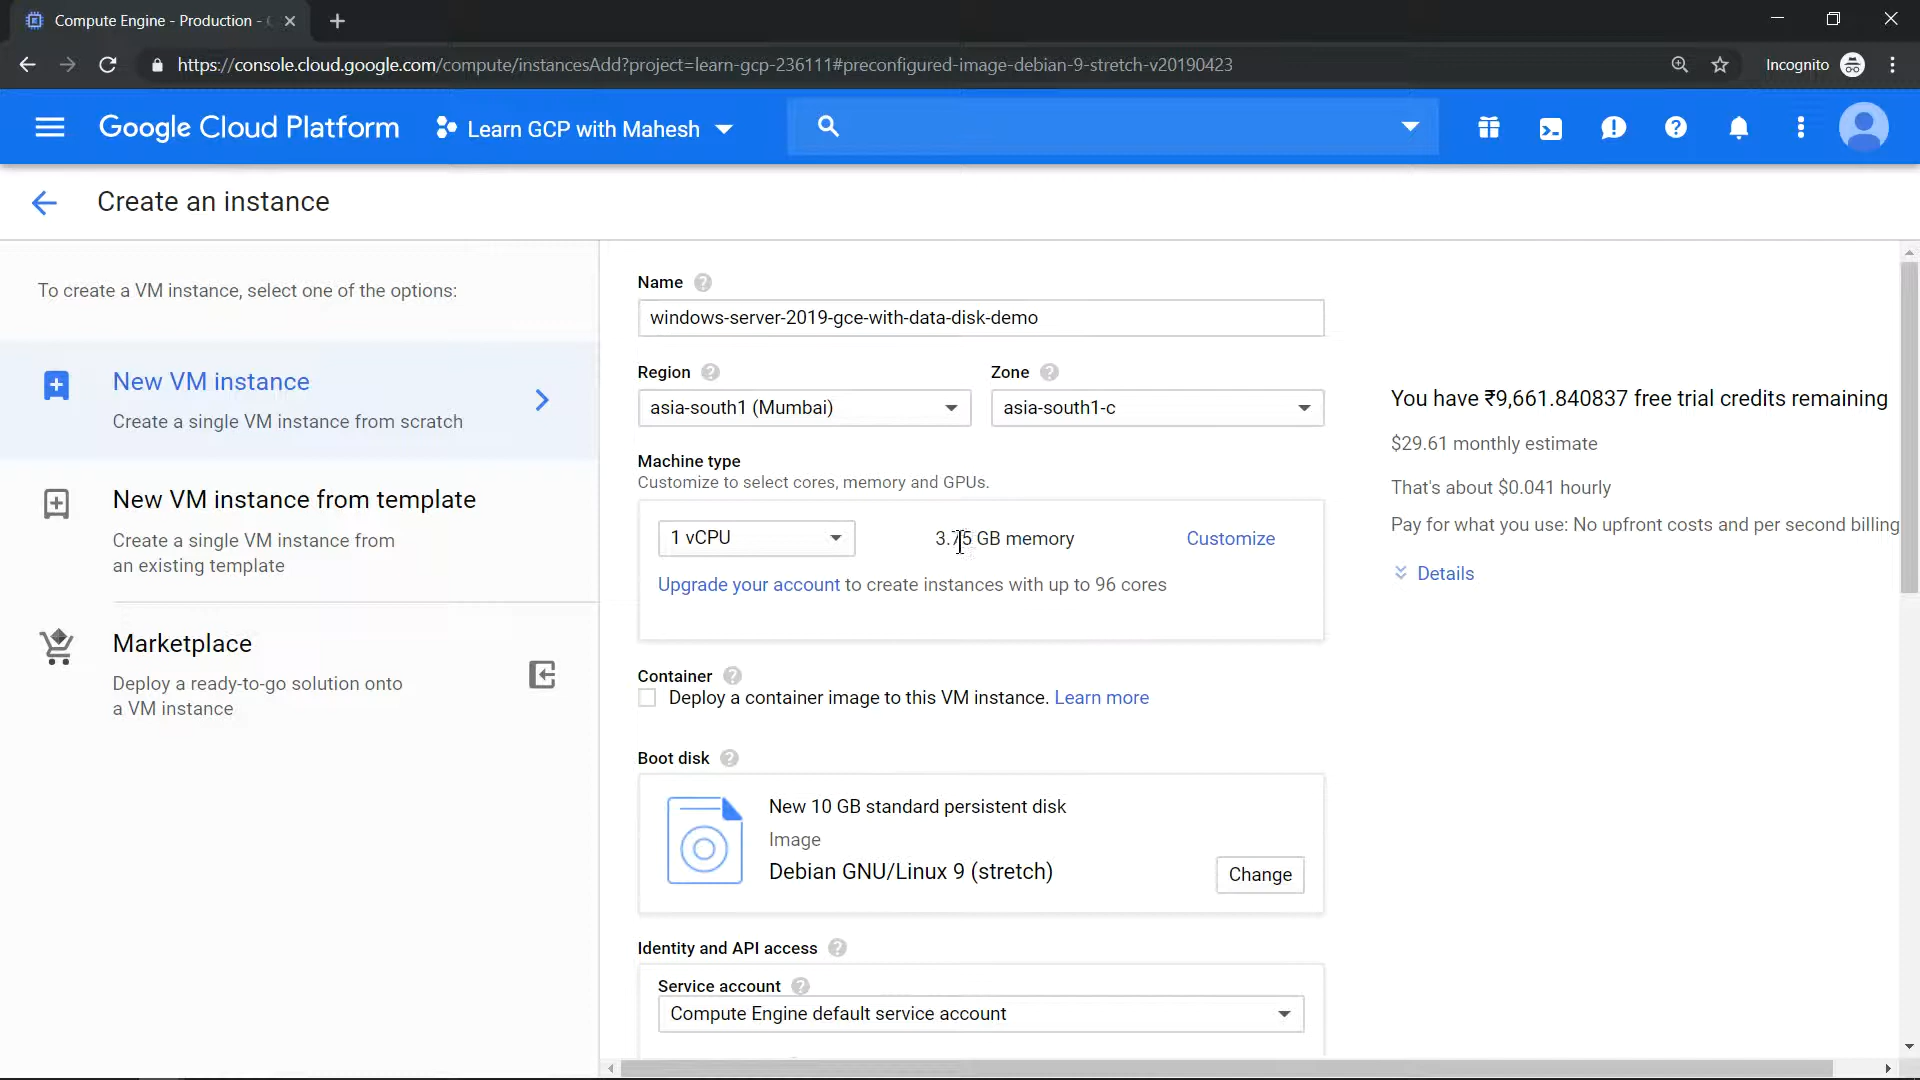 Compute Engine - Production -
https://console.cloud.google.com/compute/instancesAdd?project=learn-gcp-236111#preconfigured-image-debian-9-stretch-v20190423
Incognito
Google Cloud Platform
Learn GCP with Mahesh
Create an instance
To create a VM instance, select one of the options:
New VM instance
Create a single VM instance from scratch
New VM instance from template
Create a single VM instance from
an existing template
Marketplace
Deploy a ready-to-go solution onto
a VM instance
Name
windows-server-2019-gce-with-data-disk-demo
Region
Zone
asia-south1 (Mumbai)
asia-south1-c
Machine type
Customize to select cores, memory and GPUs.
1 vCPU
3.75 GB memory
Customize
Upgrade your account to create instances with up to 96 cores
Container
Deploy a container image to this VM instance. Learn more
Boot disk
New 10 GB standard persistent disk
Image
Debian GNU/Linux 9 (stretch)
Change
Identity and API access
Service account
Compute Engine default service account
You have ₹9,661.840837 free trial credits remaining
$29.61 monthly estimate
That's about $0.041 hourly
Pay for what you use: No upfront costs and per second billing
Details